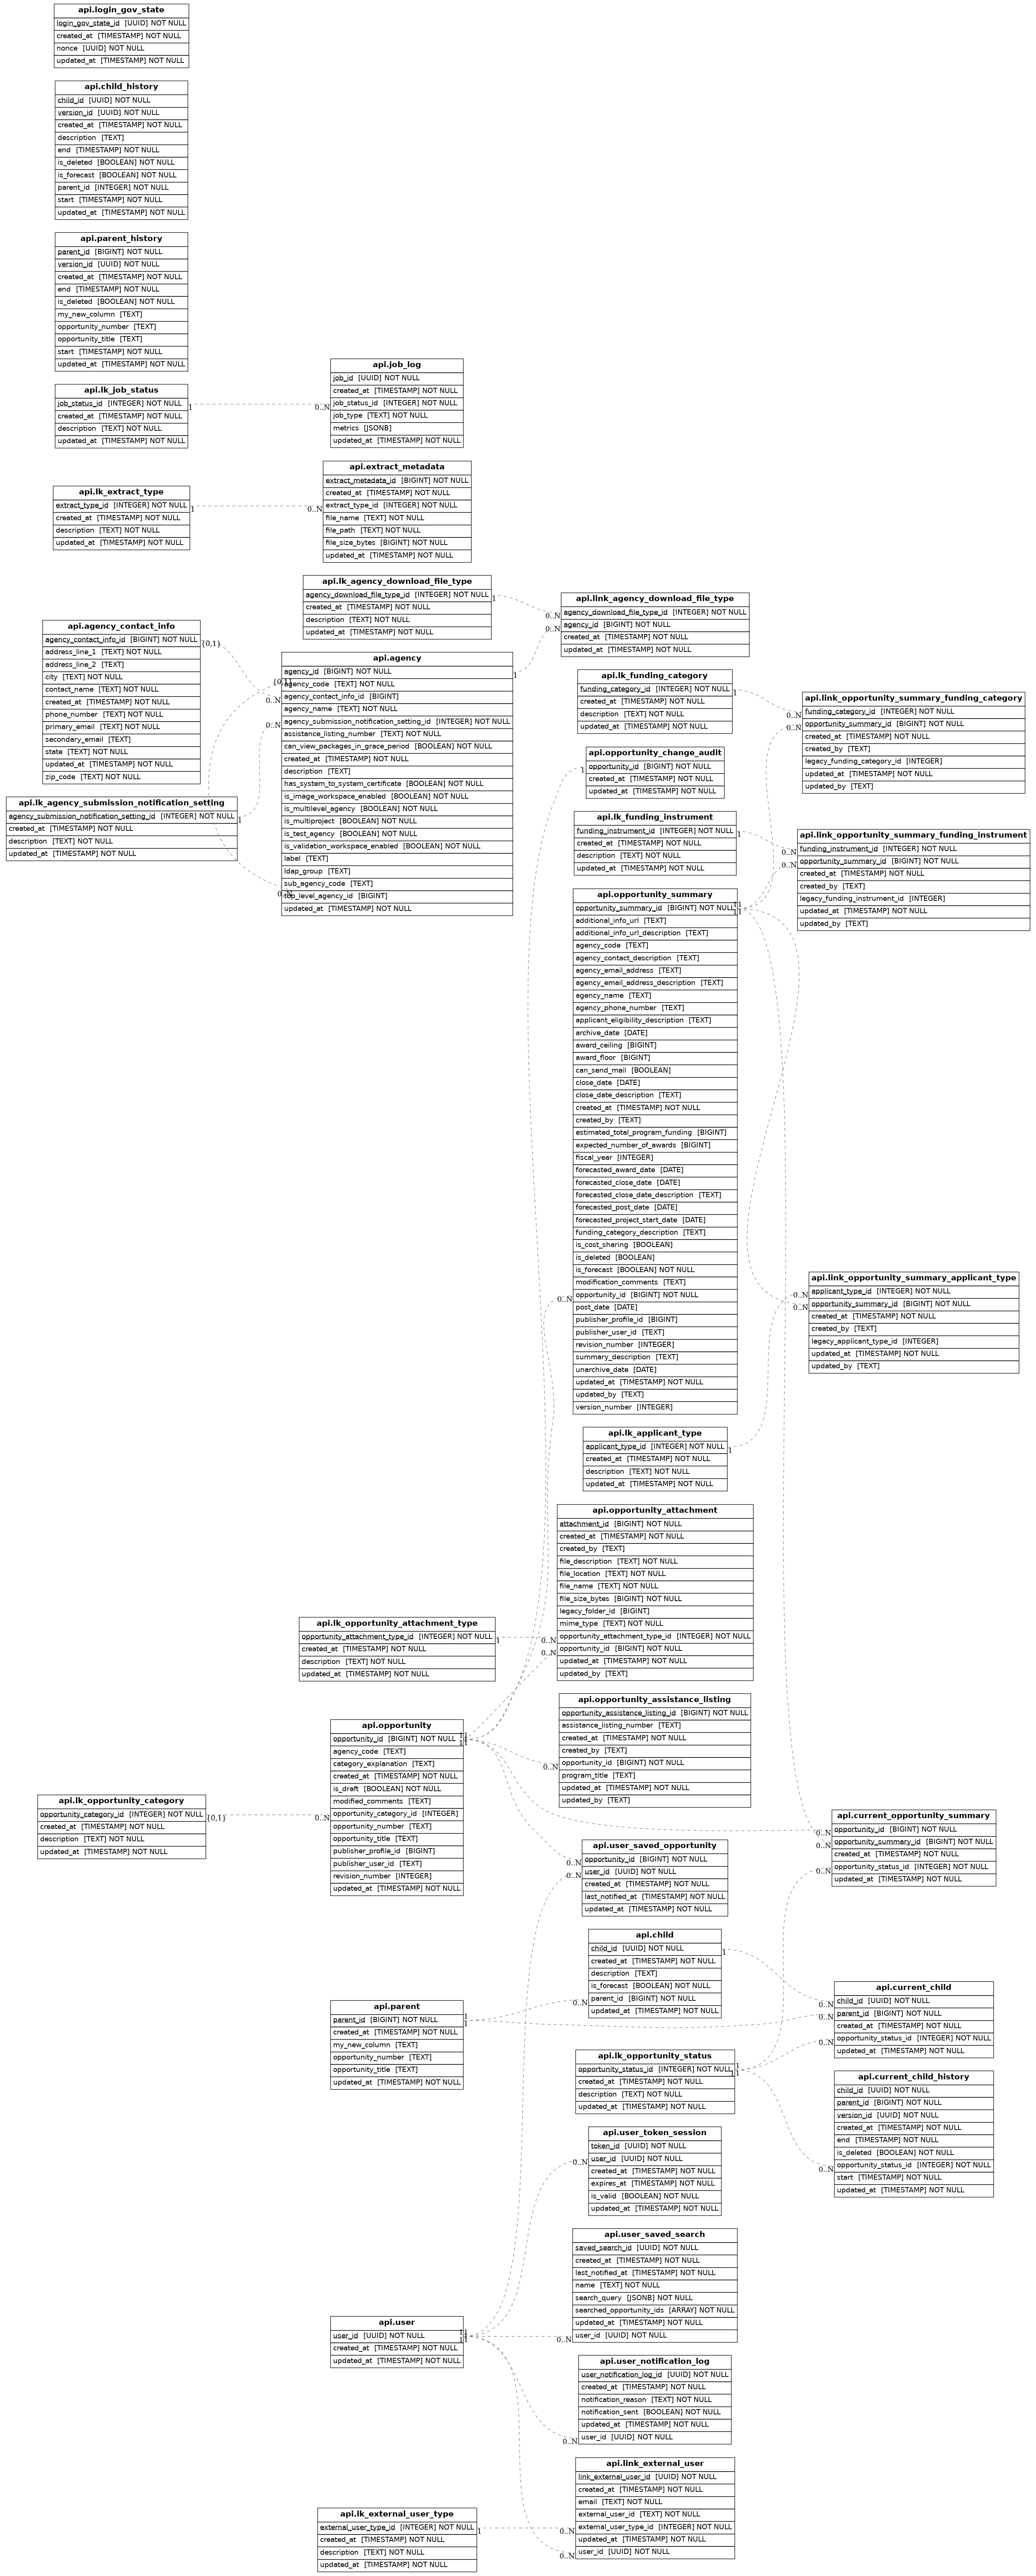 api.login_gov_state
login_gov_state_id [UUID] NOT NULL
created_at [TIMESTAMP] NOT NULL
nonce [UUID] NOT NULL
updated_at [TIMESTAMP] NOT NULL
api.child_history
child_id [UUID] NOT NULL
version_id [UUID] NOT NULL
created_at [TIMESTAMP] NOT NULL
description [TEXT]
end [TIMESTAMP] NOT NULL
is_deleted [BOOLEAN] NOT NULL
is_forecast [BOOLEAN] NOT NULL
parent_id [INTEGER] NOT NULL
start [TIMESTAMP] NOT NULL
updated_at [TIMESTAMP] NOT NULL
api.parent_history
parent_id [BIGINT] NOT NULL
version_id [UUID] NOT NULL
created_at [TIMESTAMP] NOT NULL
end [TIMESTAMP] NOT NULL
is_deleted [BOOLEAN] NOT NULL
my_new_column [TEXT]
opportunity_number [TEXT]
opportunity_title [TEXT]
start [TIMESTAMP] NOT NULL
updated_at [TIMESTAMP] NOT NULL
api.lk_job_status
job_status_id [INTEGER] NOT NULL
created_at [TIMESTAMP] NOT NULL
description [TEXT] NOT NULL
updated_at [TIMESTAMP] NOT NULL
1
0..N
api.job_log
job_id [UUID] NOT NULL
created_at [TIMESTAMP] NOT NULL
job_status_id [INTEGER] NOT NULL
job_type [TEXT] NOT NULL
metrics [JSONB]
updated_at [TIMESTAMP] NOT NULL
api.lk_extract_type
extract_type_id [INTEGER] NOT NULL
created_at [TIMESTAMP] NOT NULL
description [TEXT] NOT NULL
updated_at [TIMESTAMP] NOT NULL
1
0..N
api.extract_metadata
extract_metadata_id [BIGINT] NOT NULL
created_at [TIMESTAMP] NOT NULL
extract_type_id [INTEGER] NOT NULL
file_name [TEXT] NOT NULL
file_path [TEXT] NOT NULL
file_size_bytes [BIGINT] NOT NULL
updated_at [TIMESTAMP] NOT NULL
api.lk_agency_download_file_type
agency_download_file_type_id [INTEGER] NOT NULL
created_at [TIMESTAMP] NOT NULL
description [TEXT] NOT NULL
updated_at [TIMESTAMP] NOT NULL
1
0..N
0..N
api.link_agency_download_file_type
agency_download_file_type_id [INTEGER] NOT NULL
agency_id [BIGINT] NOT NULL
created_at [TIMESTAMP] NOT NULL
updated_at [TIMESTAMP] NOT NULL
api.agency_contact_info
agency_contact_info_id [BIGINT] NOT NULL
address_line_1 [TEXT] NOT NULL
address_line_2 [TEXT]
city [TEXT] NOT NULL
contact_name [TEXT] NOT NULL
created_at [TIMESTAMP] NOT NULL
phone_number [TEXT] NOT NULL
primary_email [TEXT] NOT NULL
secondary_email [TEXT]
state [TEXT] NOT NULL
updated_at [TIMESTAMP] NOT NULL
zip_code [TEXT] NOT NULL
{0,1}
api.lk_agency_submission_notification_setting
agency_submission_notification_setting_id [INTEGER] NOT NULL
created_at [TIMESTAMP] NOT NULL
description [TEXT] NOT NULL
updated_at [TIMESTAMP] NOT NULL
1
{0,1}
0..N
0..N
0..N
api.agency
agency_id [BIGINT] NOT NULL
agency_code [TEXT] NOT NULL
agency_contact_info_id [BIGINT]
agency_name [TEXT] NOT NULL
agency_submission_notification_setting_id [INTEGER] NOT NULL
assistance_listing_number [TEXT] NOT NULL
can_view_packages_in_grace_period [BOOLEAN] NOT NULL
created_at [TIMESTAMP] NOT NULL
description [TEXT]
has_system_to_system_certificate [BOOLEAN] NOT NULL
is_image_workspace_enabled [BOOLEAN] NOT NULL
is_multilevel_agency [BOOLEAN] NOT NULL
is_multiproject [BOOLEAN] NOT NULL
is_test_agency [BOOLEAN] NOT NULL
is_validation_workspace_enabled [BOOLEAN] NOT NULL
label [TEXT]
ldap_group [TEXT]
sub_agency_code [TEXT]
top_level_agency_id [BIGINT]
updated_at [TIMESTAMP] NOT NULL
1
api.lk_funding_category
funding_category_id [INTEGER] NOT NULL
created_at [TIMESTAMP] NOT NULL
description [TEXT] NOT NULL
updated_at [TIMESTAMP] NOT NULL
1
0..N
0..N
api.link_opportunity_summary_funding_category
funding_category_id [INTEGER] NOT NULL
opportunity_summary_id [BIGINT] NOT NULL
created_at [TIMESTAMP] NOT NULL
created_by [TEXT]
legacy_funding_category_id [INTEGER]
updated_at [TIMESTAMP] NOT NULL
updated_by [TEXT]
1
api.opportunity_change_audit
opportunity_id [BIGINT] NOT NULL
created_at [TIMESTAMP] NOT NULL
updated_at [TIMESTAMP] NOT NULL
api.lk_funding_instrument
funding_instrument_id [INTEGER] NOT NULL
created_at [TIMESTAMP] NOT NULL
description [TEXT] NOT NULL
updated_at [TIMESTAMP] NOT NULL
1
0..N
0..N
api.link_opportunity_summary_funding_instrument
funding_instrument_id [INTEGER] NOT NULL
opportunity_summary_id [BIGINT] NOT NULL
created_at [TIMESTAMP] NOT NULL
created_by [TEXT]
legacy_funding_instrument_id [INTEGER]
updated_at [TIMESTAMP] NOT NULL
updated_by [TEXT]
api.opportunity_summary
opportunity_summary_id [BIGINT] NOT NULL
additional_info_url [TEXT]
additional_info_url_description [TEXT]
agency_code [TEXT]
agency_contact_description [TEXT]
agency_email_address [TEXT]
agency_email_address_description [TEXT]
agency_name [TEXT]
agency_phone_number [TEXT]
applicant_eligibility_description [TEXT]
archive_date [DATE]
award_ceiling [BIGINT]
award_floor [BIGINT]
can_send_mail [BOOLEAN]
close_date [DATE]
close_date_description [TEXT]
created_at [TIMESTAMP] NOT NULL
created_by [TEXT]
estimated_total_program_funding [BIGINT]
expected_number_of_awards [BIGINT]
fiscal_year [INTEGER]
forecasted_award_date [DATE]
forecasted_close_date [DATE]
forecasted_close_date_description [TEXT]
forecasted_post_date [DATE]
forecasted_project_start_date [DATE]
funding_category_description [TEXT]
is_cost_sharing [BOOLEAN]
is_deleted [BOOLEAN]
is_forecast [BOOLEAN] NOT NULL
modification_comments [TEXT]
opportunity_id [BIGINT] NOT NULL
post_date [DATE]
publisher_profile_id [BIGINT]
publisher_user_id [TEXT]
revision_number [INTEGER]
summary_description [TEXT]
unarchive_date [DATE]
updated_at [TIMESTAMP] NOT NULL
updated_by [TEXT]
version_number [INTEGER]
0..N
0..N
0..N
api.link_opportunity_summary_applicant_type
applicant_type_id [INTEGER] NOT NULL
opportunity_summary_id [BIGINT] NOT NULL
created_at [TIMESTAMP] NOT NULL
created_by [TEXT]
legacy_applicant_type_id [INTEGER]
updated_at [TIMESTAMP] NOT NULL
updated_by [TEXT]
api.lk_applicant_type
applicant_type_id [INTEGER] NOT NULL
created_at [TIMESTAMP] NOT NULL
description [TEXT] NOT NULL
updated_at [TIMESTAMP] NOT NULL
1
api.opportunity_attachment
attachment_id [BIGINT] NOT NULL
created_at [TIMESTAMP] NOT NULL
created_by [TEXT]
file_description [TEXT] NOT NULL
file_location [TEXT] NOT NULL
file_name [TEXT] NOT NULL
file_size_bytes [BIGINT] NOT NULL
legacy_folder_id [BIGINT]
mime_type [TEXT] NOT NULL
opportunity_attachment_type_id [INTEGER] NOT NULL
opportunity_id [BIGINT] NOT NULL
updated_at [TIMESTAMP] NOT NULL
updated_by [TEXT]
api.lk_opportunity_attachment_type
opportunity_attachment_type_id [INTEGER] NOT NULL
created_at [TIMESTAMP] NOT NULL
description [TEXT] NOT NULL
updated_at [TIMESTAMP] NOT NULL
1
0..N
0..N
api.opportunity_assistance_listing
opportunity_assistance_listing_id [BIGINT] NOT NULL
assistance_listing_number [TEXT]
created_at [TIMESTAMP] NOT NULL
created_by [TEXT]
opportunity_id [BIGINT] NOT NULL
program_title [TEXT]
updated_at [TIMESTAMP] NOT NULL
updated_by [TEXT]
0..N
api.opportunity
opportunity_id [BIGINT] NOT NULL
agency_code [TEXT]
category_explanation [TEXT]
created_at [TIMESTAMP] NOT NULL
is_draft [BOOLEAN] NOT NULL
modified_comments [TEXT]
opportunity_category_id [INTEGER]
opportunity_number [TEXT]
opportunity_title [TEXT]
publisher_profile_id [BIGINT]
publisher_user_id [TEXT]
revision_number [INTEGER]
updated_at [TIMESTAMP] NOT NULL
api.lk_opportunity_category
opportunity_category_id [INTEGER] NOT NULL
created_at [TIMESTAMP] NOT NULL
description [TEXT] NOT NULL
updated_at [TIMESTAMP] NOT NULL
{0,1}
0..N
api.current_opportunity_summary
opportunity_id [BIGINT] NOT NULL
opportunity_summary_id [BIGINT] NOT NULL
created_at [TIMESTAMP] NOT NULL
opportunity_status_id [INTEGER] NOT NULL
updated_at [TIMESTAMP] NOT NULL
0..N
0..N
0..N
api.user_saved_opportunity
opportunity_id [BIGINT] NOT NULL
user_id [UUID] NOT NULL
created_at [TIMESTAMP] NOT NULL
last_notified_at [TIMESTAMP] NOT NULL
updated_at [TIMESTAMP] NOT NULL
0..N
0..N
api.child
child_id [UUID] NOT NULL
created_at [TIMESTAMP] NOT NULL
description [TEXT]
is_forecast [BOOLEAN] NOT NULL
parent_id [BIGINT] NOT NULL
updated_at [TIMESTAMP] NOT NULL
1
0..N
api.current_child
child_id [UUID] NOT NULL
parent_id [BIGINT] NOT NULL
created_at [TIMESTAMP] NOT NULL
opportunity_status_id [INTEGER] NOT NULL
updated_at [TIMESTAMP] NOT NULL
0..N
0..N
0..N
api.parent
parent_id [BIGINT] NOT NULL
created_at [TIMESTAMP] NOT NULL
my_new_column [TEXT]
opportunity_number [TEXT]
opportunity_title [TEXT]
updated_at [TIMESTAMP] NOT NULL
1
1
api.lk_opportunity_status
opportunity_status_id [INTEGER] NOT NULL
created_at [TIMESTAMP] NOT NULL
description [TEXT] NOT NULL
updated_at [TIMESTAMP] NOT NULL
1
1
1
api.current_child_history
child_id [UUID] NOT NULL
parent_id [BIGINT] NOT NULL
version_id [UUID] NOT NULL
created_at [TIMESTAMP] NOT NULL
end [TIMESTAMP] NOT NULL
is_deleted [BOOLEAN] NOT NULL
opportunity_status_id [INTEGER] NOT NULL
start [TIMESTAMP] NOT NULL
updated_at [TIMESTAMP] NOT NULL
0..N
api.user_token_session
token_id [UUID] NOT NULL
user_id [UUID] NOT NULL
created_at [TIMESTAMP] NOT NULL
expires_at [TIMESTAMP] NOT NULL
is_valid [BOOLEAN] NOT NULL
updated_at [TIMESTAMP] NOT NULL
0..N
api.user_saved_search
saved_search_id [UUID] NOT NULL
created_at [TIMESTAMP] NOT NULL
last_notified_at [TIMESTAMP] NOT NULL
name [TEXT] NOT NULL
search_query [JSONB] NOT NULL
searched_opportunity_ids [ARRAY] NOT NULL
updated_at [TIMESTAMP] NOT NULL
user_id [UUID] NOT NULL
0..N
api.user
user_id [UUID] NOT NULL
created_at [TIMESTAMP] NOT NULL
updated_at [TIMESTAMP] NOT NULL
api.user_notification_log
user_notification_log_id [UUID] NOT NULL
created_at [TIMESTAMP] NOT NULL
notification_reason [TEXT] NOT NULL
notification_sent [BOOLEAN] NOT NULL
updated_at [TIMESTAMP] NOT NULL
user_id [UUID] NOT NULL
0..N
api.link_external_user
link_external_user_id [UUID] NOT NULL
created_at [TIMESTAMP] NOT NULL
email [TEXT] NOT NULL
external_user_id [TEXT] NOT NULL
external_user_type_id [INTEGER] NOT NULL
updated_at [TIMESTAMP] NOT NULL
user_id [UUID] NOT NULL
0..N
0..N
api.lk_external_user_type
external_user_type_id [INTEGER] NOT NULL
created_at [TIMESTAMP] NOT NULL
description [TEXT] NOT NULL
updated_at [TIMESTAMP] NOT NULL
1